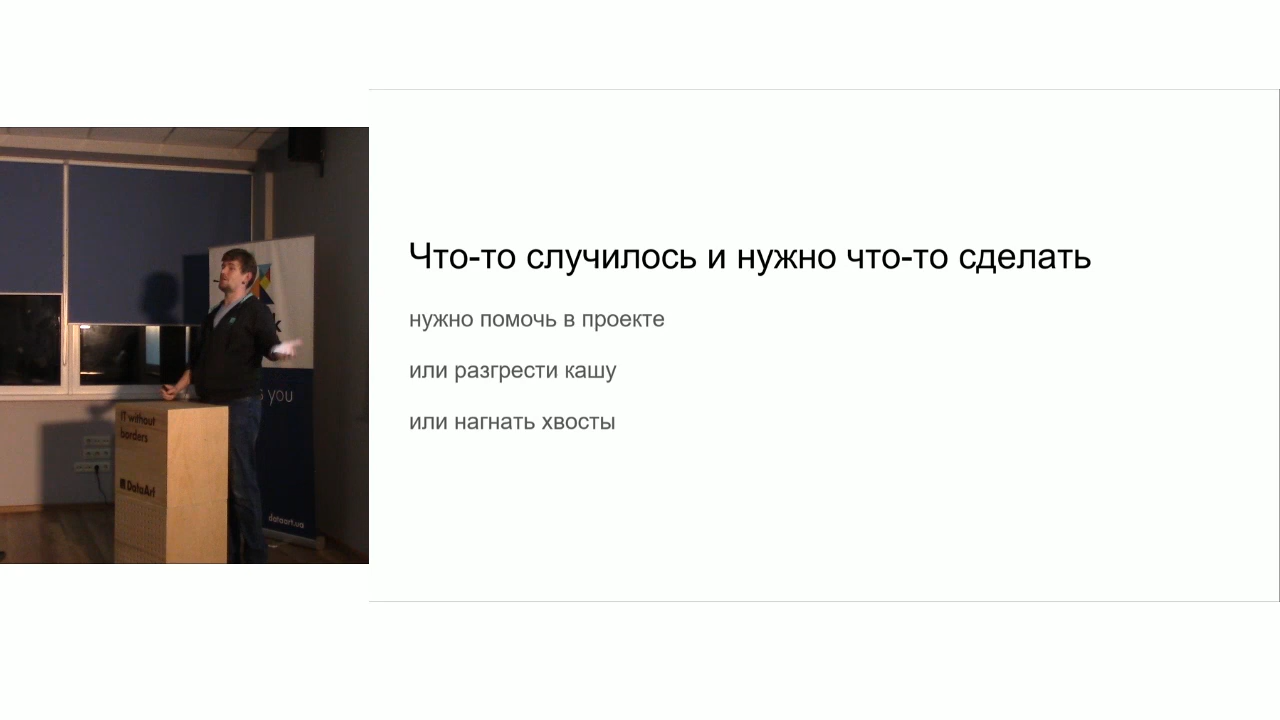 Что-то случилось и нужно что-то сделать
нужно помочь в проекте
или разгрести кашу
или нагнать хвосты
you
IT without
borders
DataArt
dataart.ua